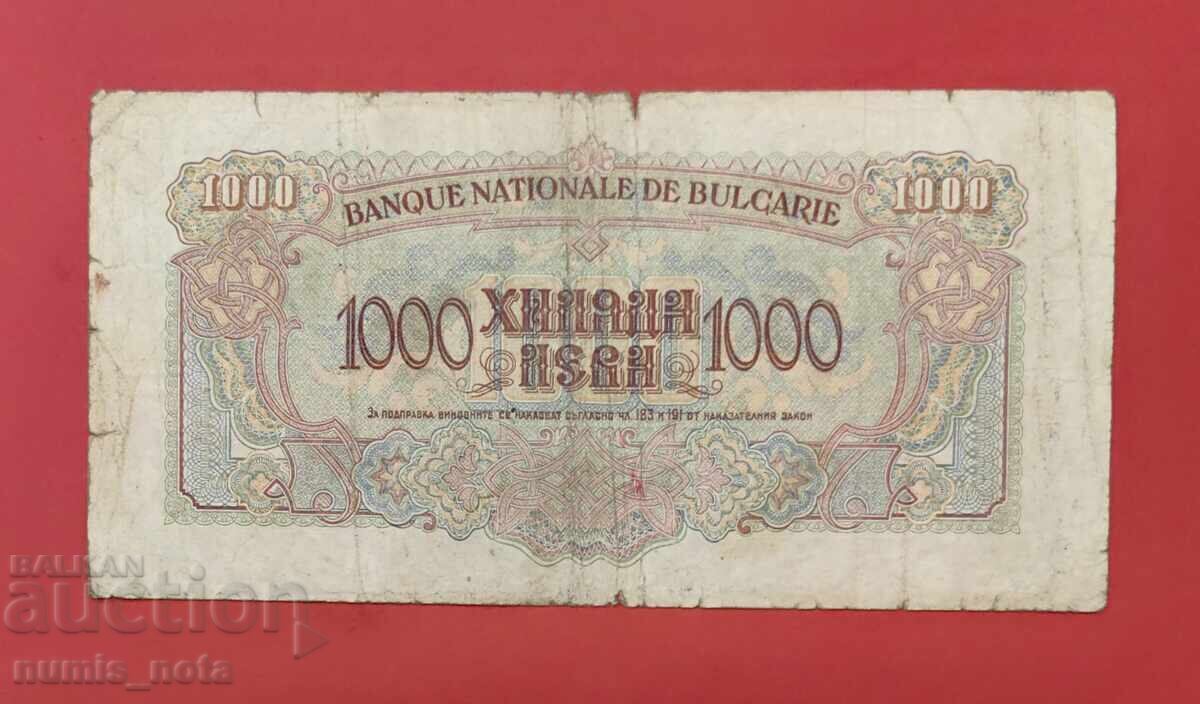 1000 1000
BANQUE NATIONALE DE BULGARIE
1000 ХИЛЯДИ 1000
ЛЕВА
ЗА ПОДПРАВКА ВИНОВНИТЕ СЕ НАКАЗВАТ СЪГЛАСНО ЧЛ. 183 И 191 ОТ НАКАЗАТЕЛНИЯ ЗАКОН
BALKAN
auction
numis_nota